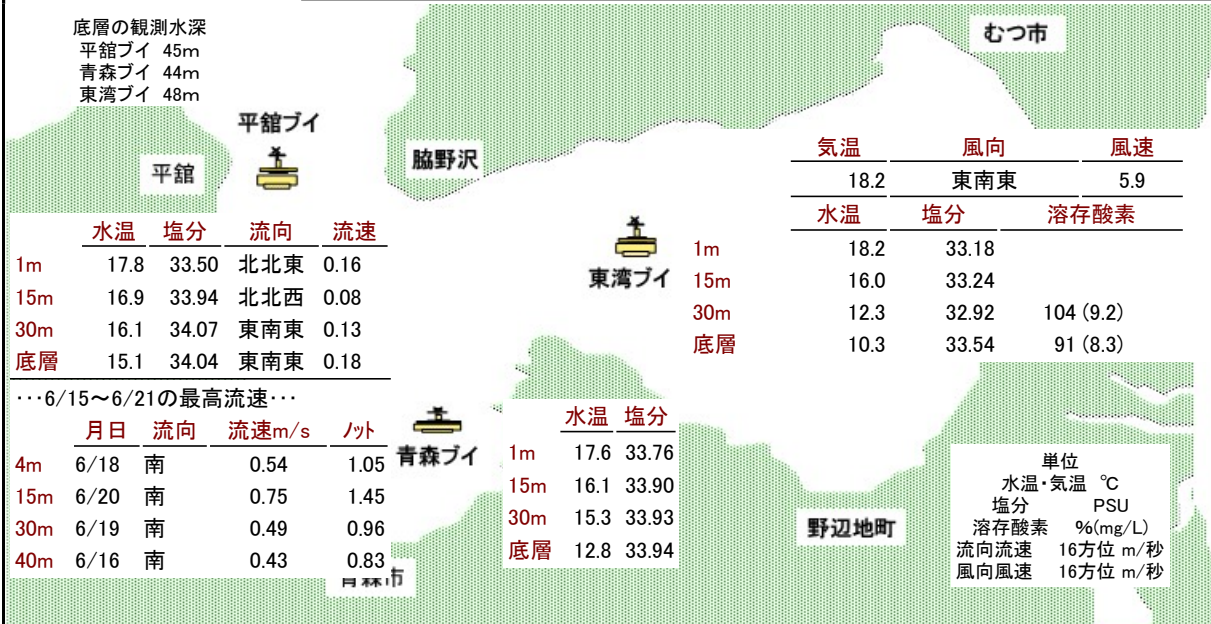 底層の観測水深
平舘ブイ 45m
青森ブイ 44m
東湾ブイ 48m
むつ市
平舘ブイ
平舘
脇野沢
気温 風向 風速
18.2 東南東 5.9
水温 塩分 溶存酸素
1m 18.2 33.18
15m 16.0 33.24
30m 12.3 32.92 104 (9.2)
底層 10.3 33.54 91 (8.3)
東湾ブイ
水温 塩分 流向 流速
1m 17.8 33.50 北北東 0.16
15m 16.9 33.94 北北西 0.08
30m 16.1 34.07 東南東 0.13
底層 15.1 34.04 東南東 0.18
･･･6/15～6/21の最高流速･･･
月日 流向 流速m/s ノット
4m 6/18 南 0.54 1.05
15m 6/20 南 0.75 1.45
30m 6/19 南 0.49 0.96
40m 6/16 南 0.43 0.83
青森ブイ
水温 塩分
1m 17.6 33.76
15m 16.1 33.90
30m 15.3 33.93
底層 12.8 33.94
青森市
野辺地町
単位
水温・気温 ℃
塩分 PSU
溶存酸素 %(mg/L)
流向流速 16方位 m/秒
風向風速 16方位 m/秒